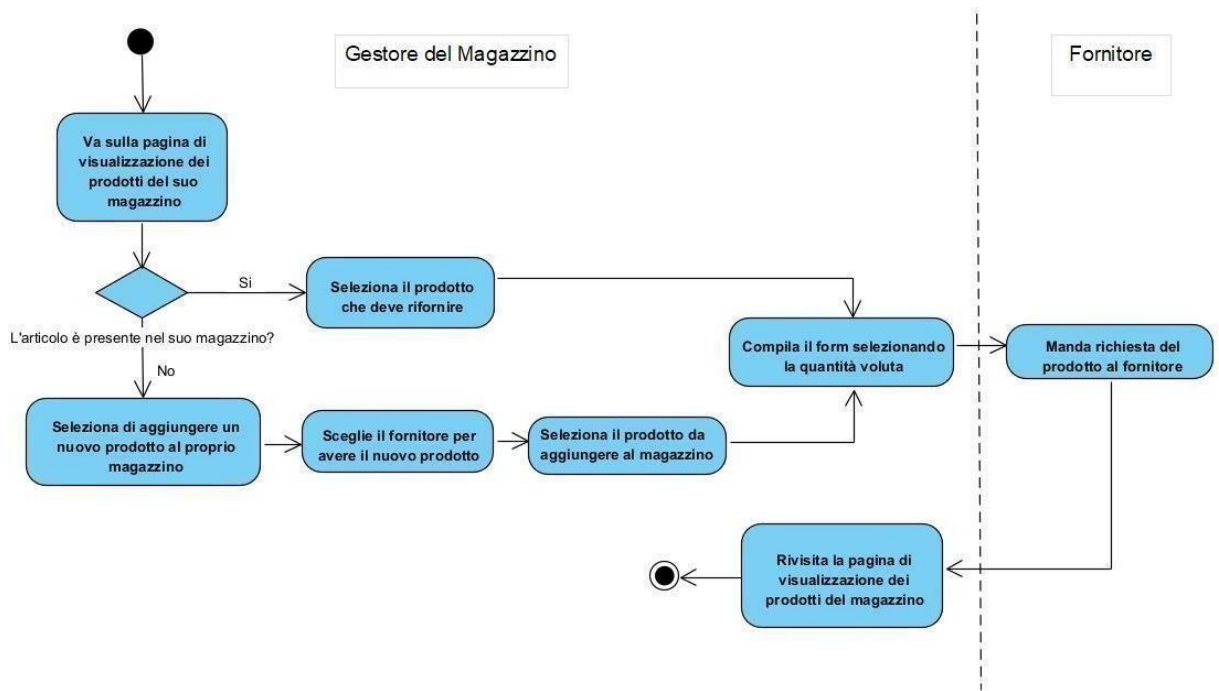 Gestore del Magazzino
Fornitore
Va sulla pagina di
visualizzazione dei
prodotti del suo
magazzino
Si
L'articolo è presente nel suo magazzino?
No
Seleziona il prodotto
che deve rifornire
Seleziona di aggiungere un
nuovo prodotto al proprio
magazzino
Sceglie il fornitore per
avere il nuovo prodotto
Seleziona il prodotto da
aggiungere al magazzino
Compila il form selezionando
la quantità voluta
Manda richiesta del
prodotto al fornitore
Rivisita la pagina di
visualizzazione dei
prodotti del magazzino